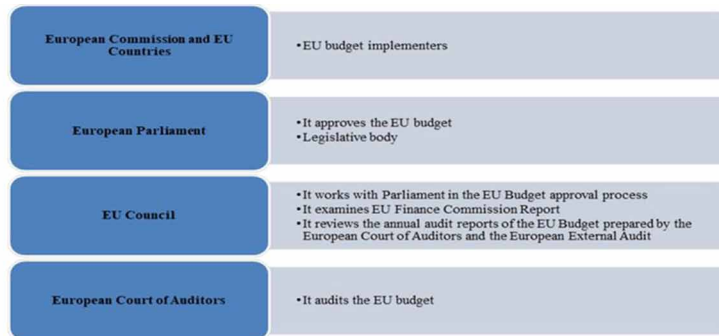 European Commission and EU
Countries
•EU budget implementers
European Parliament
•It approves the EU budget
•Legislative body
EU Council
•It works with Parliament in the EU Budget approval process
•It examines EU Finance Commission Report
•It reviews the annual audit reports of the EU Budget prepared by the
European Court of Auditors and the European External Audit
European Court of Auditors
•It audits the EU budget